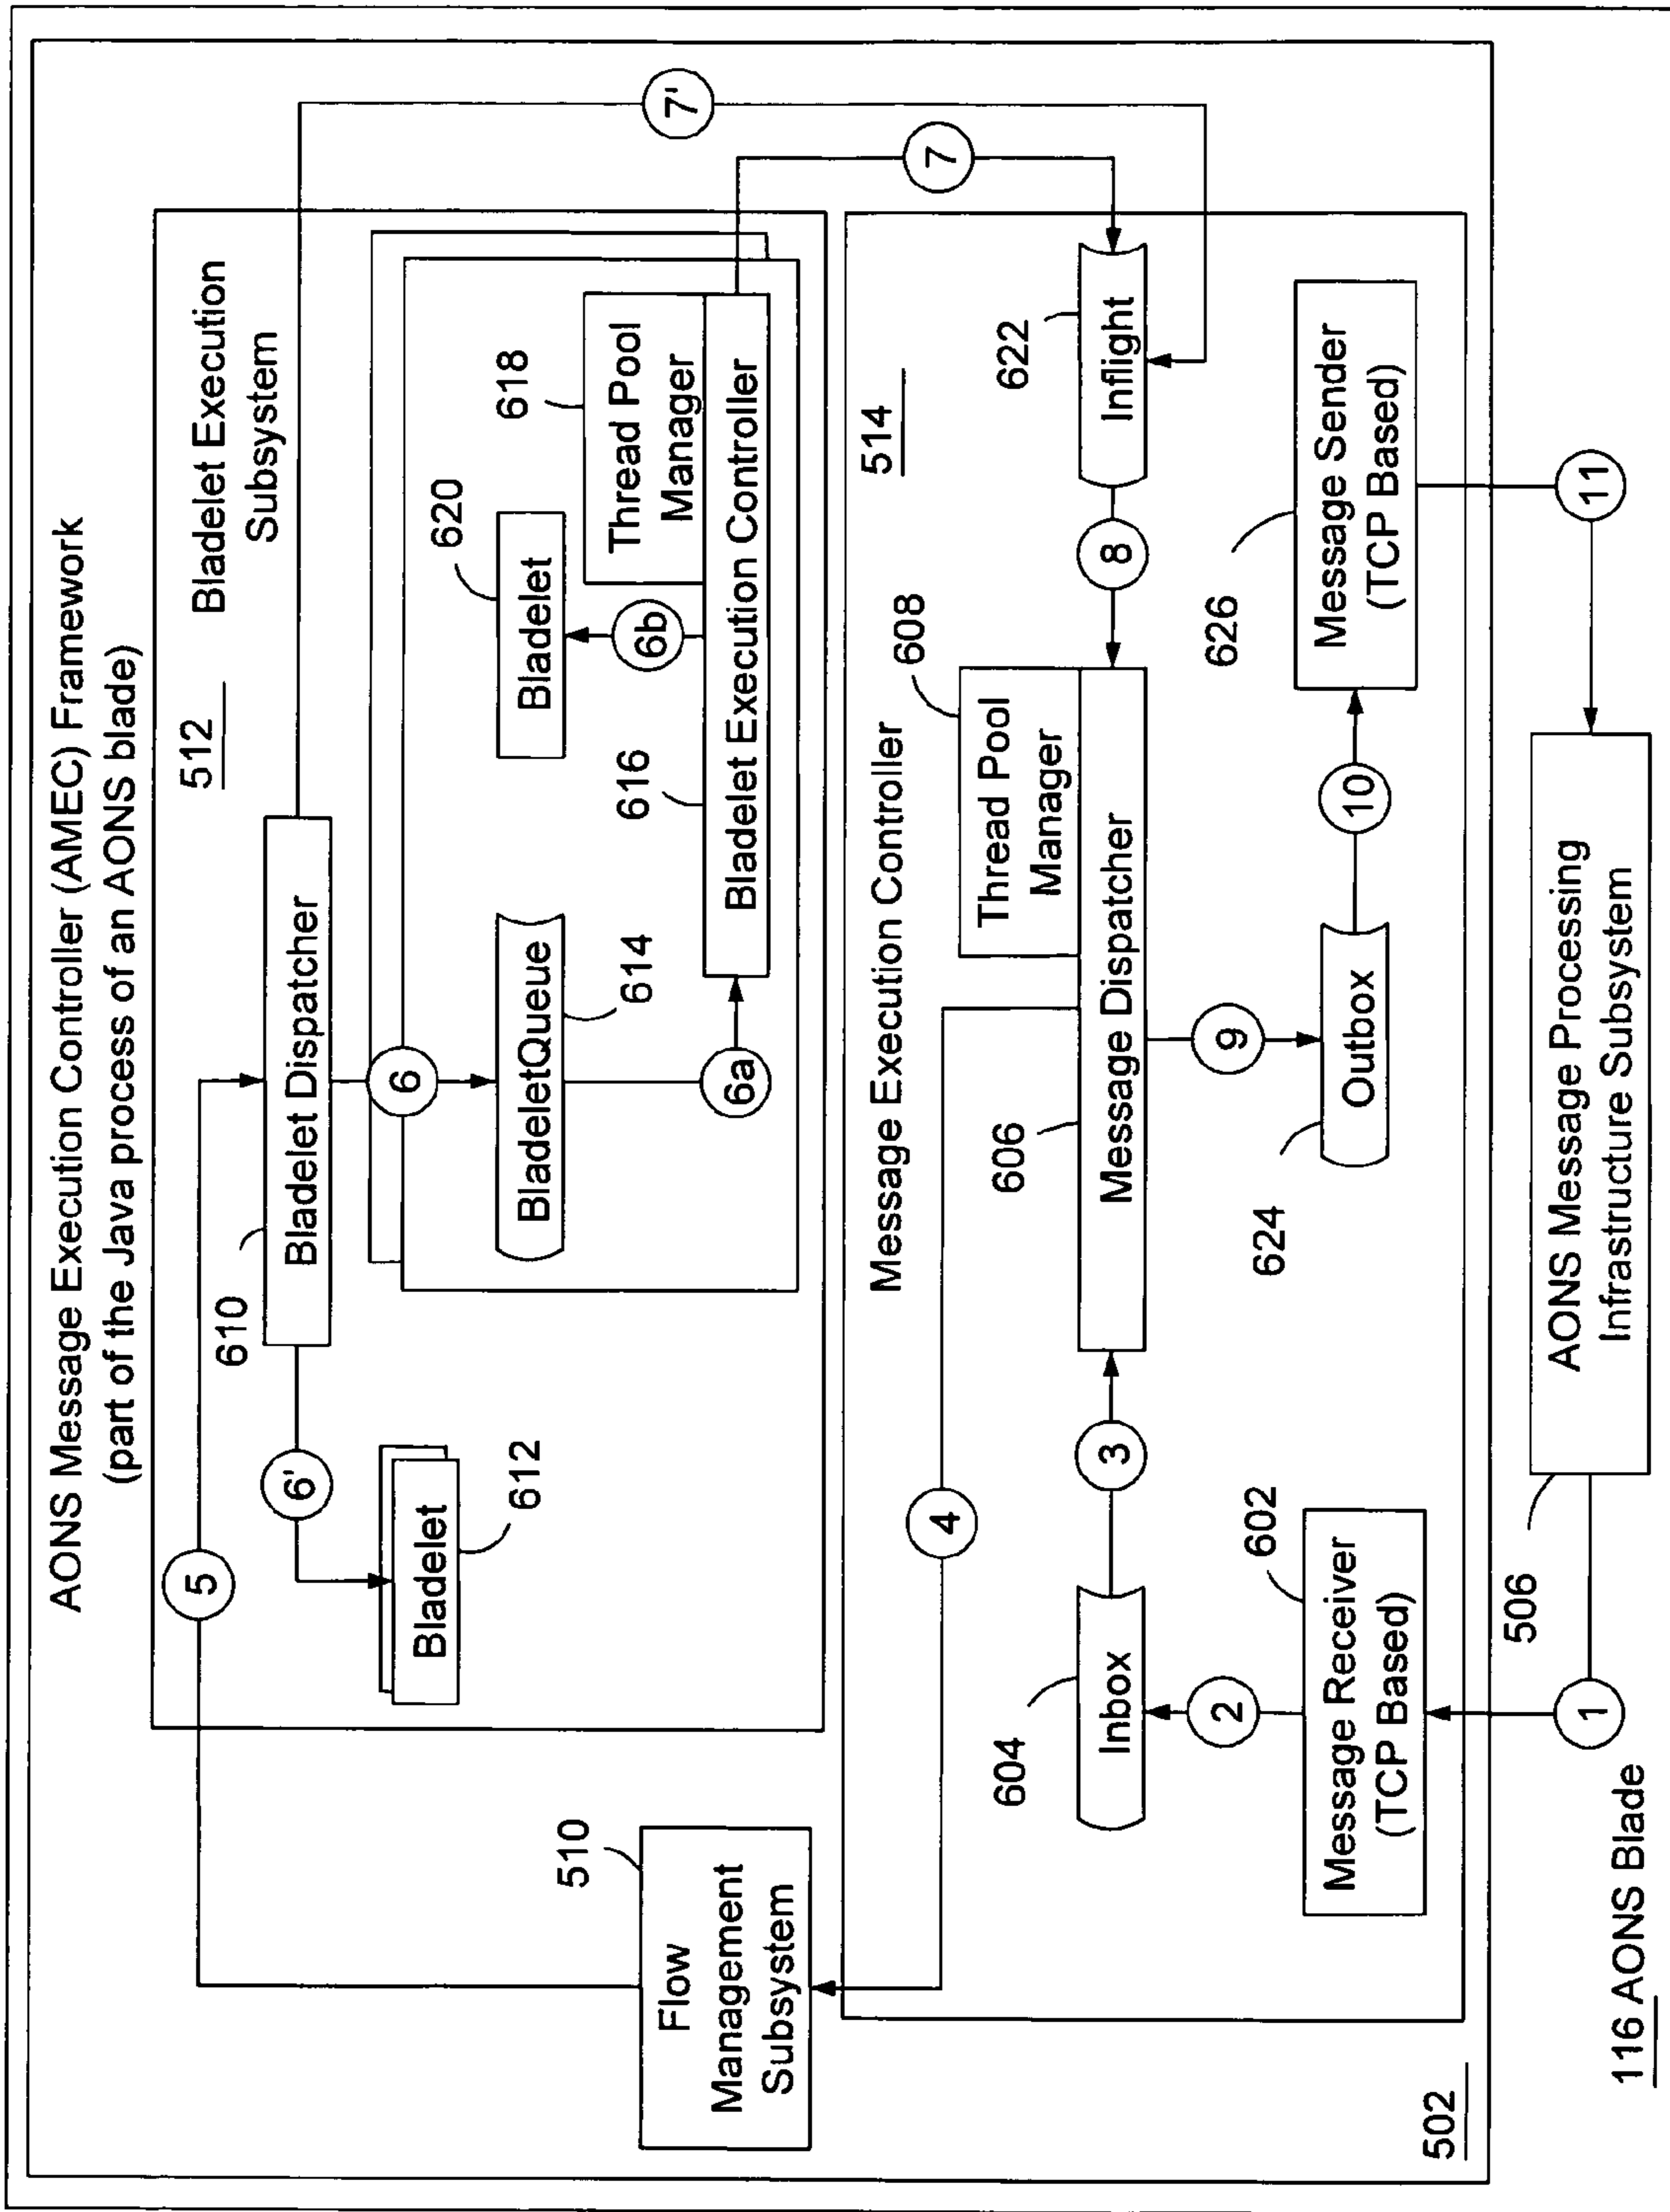 AONS Message Execution Controller (AMEC) Framework
(part of the Java process of an AONS blade)
512
Bladelet Execution
Subsystem
5
610
Bladelet Dispatcher
6'
Bladelet
612
6
BladeletQueue
614
6a
620
Bladelet
6b
618
Thread Pool
Manager
616
Bladelet Execution Controller
7'
7
510
Flow
Management
Subsystem
Message Execution Controller
514
4
608
Thread Pool
Manager
606
Message Dispatcher
604
Inbox
3
8
622
Inflight
2
602
Message Receiver
(TCP Based)
9
624
Outbox
10
626
Message Sender
(TCP Based)
502
1
506
AONS Message Processing
Infrastructure Subsystem
11
116 AONS Blade